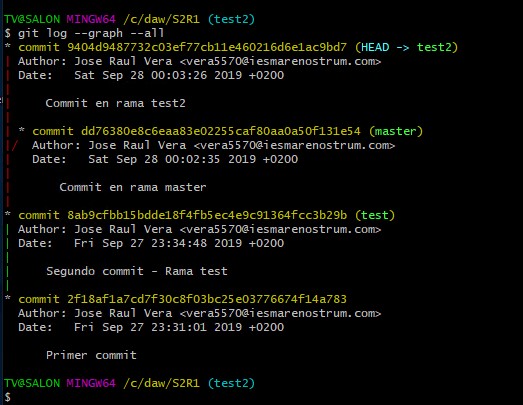 TV@SALON MINGW64 /c/daw/S2R1 (test2)
$ git log --graph --all
* commit 9404d9487732c03ef77cb11e460216d6e1ac9bd7 (HEAD -> test2)
| Author: Jose Raul Vera <vera5570@iesmarenostrum.com>
| Date:   Sat Sep 28 00:03:26 2019 +0200
|
|     Commit en rama test2
|
| * commit dd76380e8c6eaa83e02255caf80aa0a50f131e54 (master)
|/  Author: Jose Raul Vera <vera5570@iesmarenostrum.com>
|   Date:   Sat Sep 28 00:02:35 2019 +0200
|
|       Commit en rama master
|
* commit 8ab9cfbb15bdde18f4fb5ec4e9c91364fcc3b29b (test)
| Author: Jose Raul Vera <vera5570@iesmarenostrum.com>
| Date:   Fri Sep 27 23:34:48 2019 +0200
|
|     Segundo commit - Rama test
|
* commit 2f18af1a7cd7f30c8f03bc25e03776674f14a783
  Author: Jose Raul Vera <vera5570@iesmarenostrum.com>
  Date:   Fri Sep 27 23:31:01 2019 +0200

      Primer commit

TV@SALON MINGW64 /c/daw/S2R1 (test2)
$